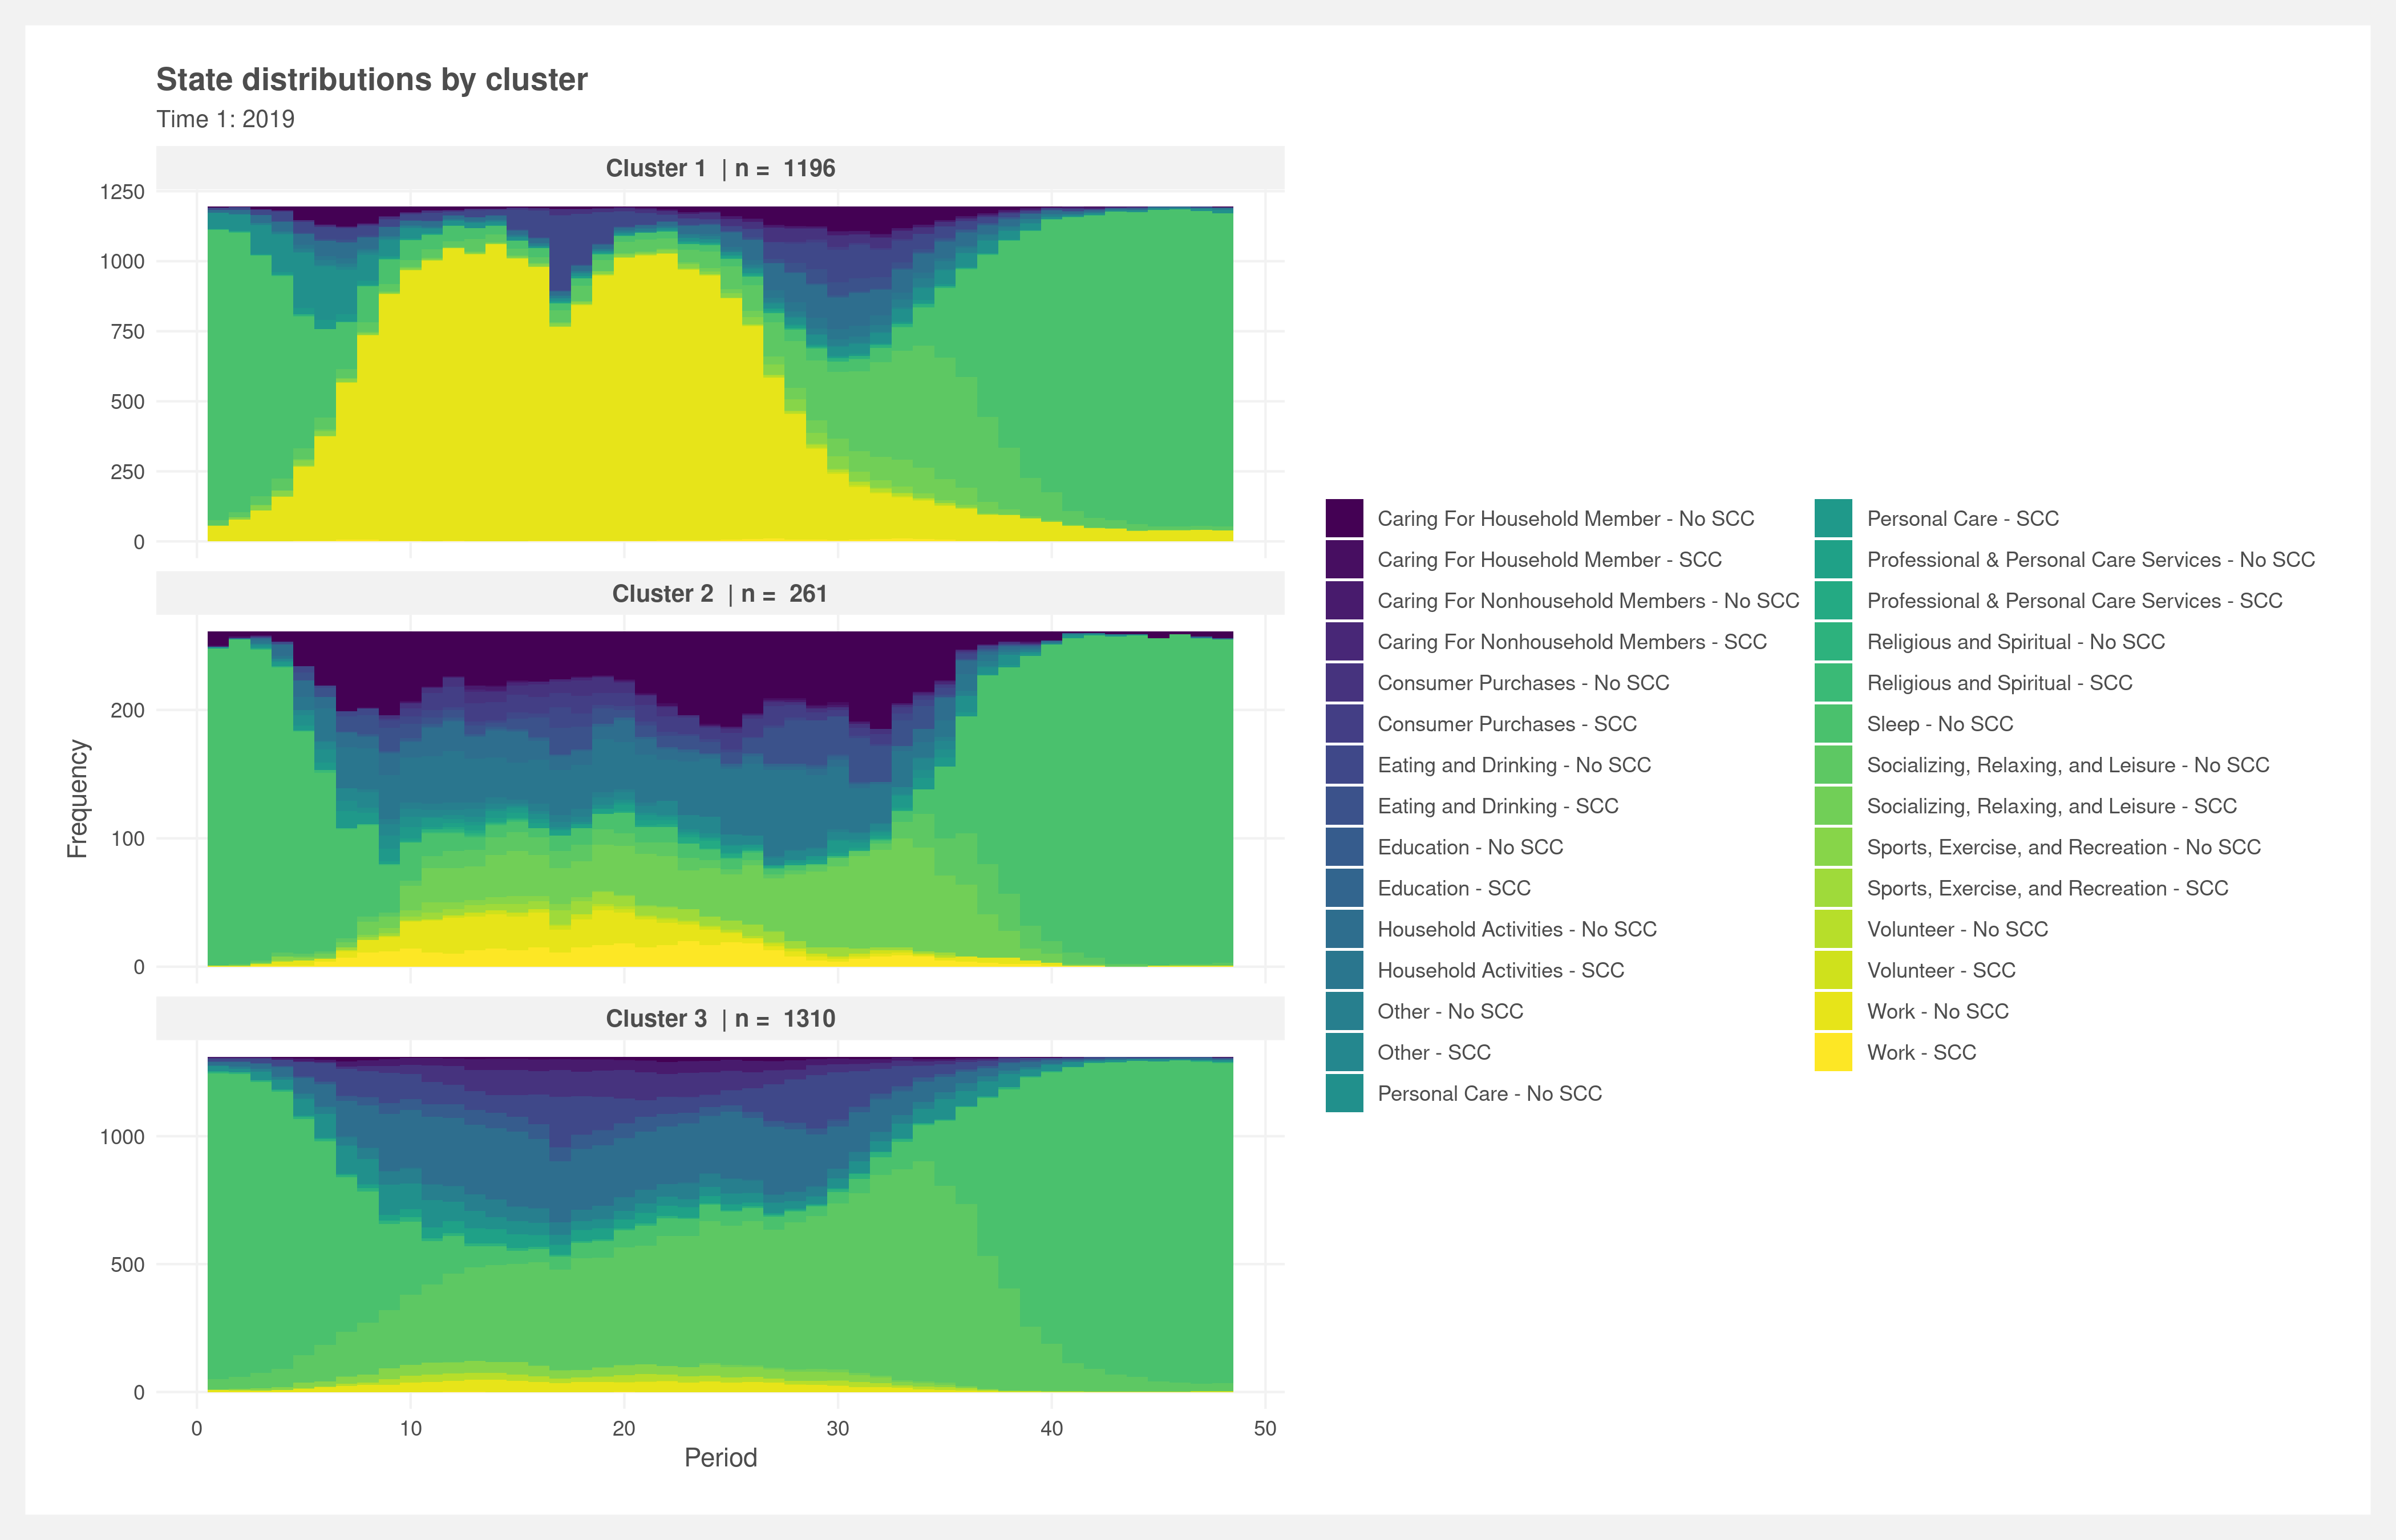 State distributions by cluster
Time 1: 2019
Cluster 1 | n = 1196
1250
1000
750
500
250
0
Cluster 2 | n = 261
200
100
0
Cluster 3 | n = 1310
1000
500
0
0 10 20 30 40 50
Period
Frequency
Caring For Household Member - No SCC
Caring For Household Member - SCC
Caring For Nonhousehold Members - No SCC
Caring For Nonhousehold Members - SCC
Consumer Purchases - No SCC
Consumer Purchases - SCC
Eating and Drinking - No SCC
Eating and Drinking - SCC
Education - No SCC
Education - SCC
Household Activities - No SCC
Household Activities - SCC
Other - No SCC
Other - SCC
Personal Care - No SCC
Personal Care - SCC
Professional & Personal Care Services - No SCC
Professional & Personal Care Services - SCC
Religious and Spiritual - No SCC
Religious and Spiritual - SCC
Sleep - No SCC
Socializing, Relaxing, and Leisure - No SCC
Socializing, Relaxing, and Leisure - SCC
Sports, Exercise, and Recreation - No SCC
Sports, Exercise, and Recreation - SCC
Volunteer - No SCC
Volunteer - SCC
Work - No SCC
Work - SCC